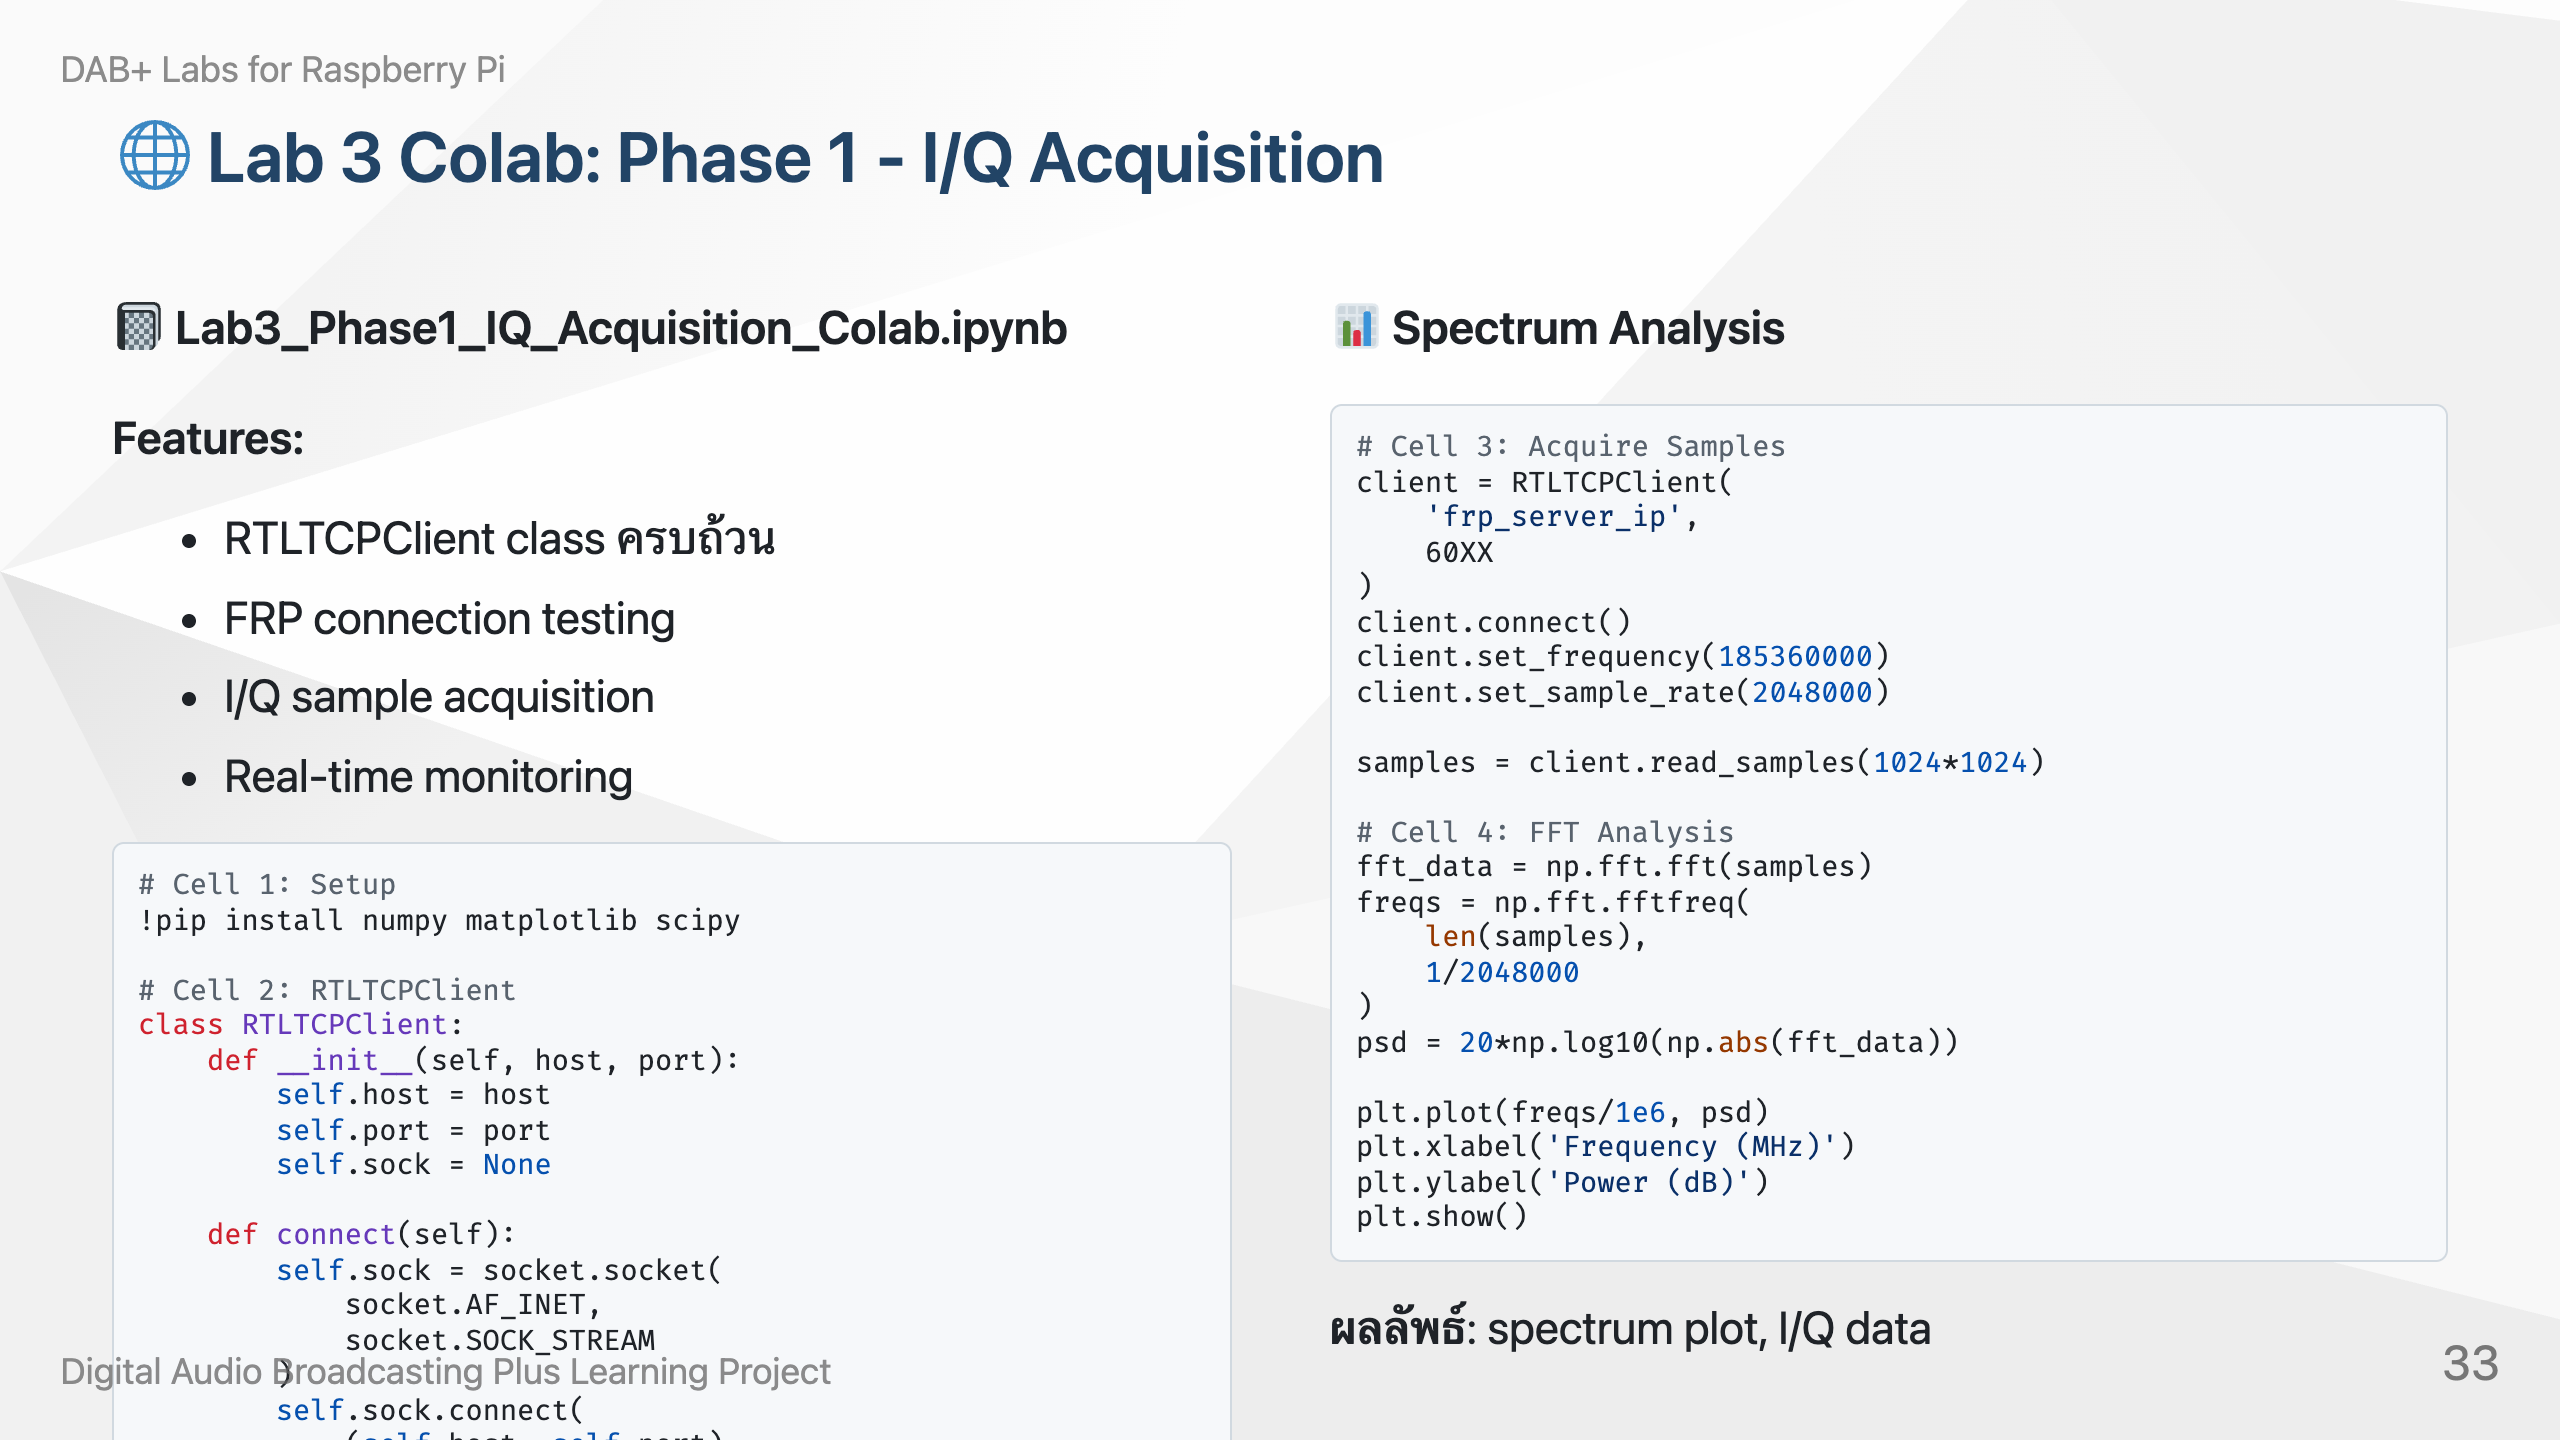 DAB+ Labs for Raspberry Pi
🌐 Lab 3 Colab: Phase 1 - I/Q Acquisition
📓 Lab3_Phase1_IQ_Acquisition_Colab.ipynb
Features:
• RTLTCPClient class ครบถ้วน
• FRP connection testing
• I/Q sample acquisition
• Real-time monitoring
# Cell 1: Setup
!pip install numpy matplotlib scipy

# Cell 2: RTLTCPClient
class RTLTCPClient:
    def __init__(self, host, port):
        self.host = host
        self.port = port
        self.sock = None

    def connect(self):
        self.sock = socket.socket(
            socket.AF_INET,
            socket.SOCK_STREAM
        )
        self.sock.connect(
            (self.host, self.port)
📊 Spectrum Analysis
# Cell 3: Acquire Samples
client = RTLTCPClient(
    'frp_server_ip',
    60XX
)
client.connect()
client.set_frequency(185360000)
client.set_sample_rate(2048000)

samples = client.read_samples(1024*1024)

# Cell 4: FFT Analysis
fft_data = np.fft.fft(samples)
freqs = np.fft.fftfreq(
    len(samples),
    1/2048000
)
psd = 20*np.log10(np.abs(fft_data))

plt.plot(freqs/1e6, psd)
plt.xlabel('Frequency (MHz)')
plt.ylabel('Power (dB)')
plt.show()
ผลลัพธ์: spectrum plot, I/Q data
Digital Audio Broadcasting Plus Learning Project
33